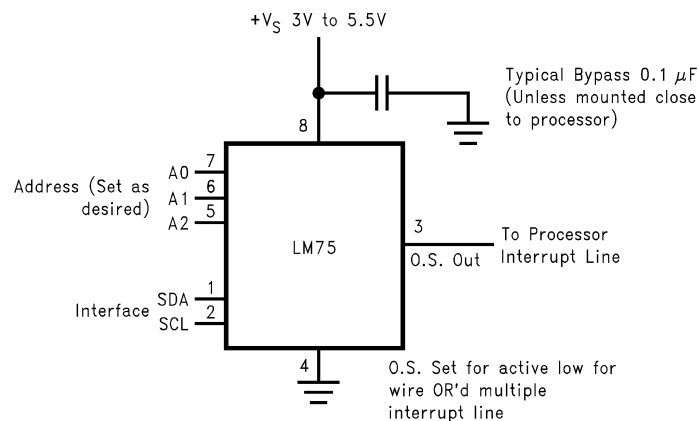 +VS 3V to 5.5V
Typical Bypass 0.1 μF
(Unless mounted close
to processor)
8
Address (Set as
desired)
A0 7
A1 6
A2 5
LM75
3
O.S. Out
To Processor
Interrupt Line
Interface
SDA 1
SCL 2
4
O.S. Set for active low for
wire OR'd multiple
interrupt line